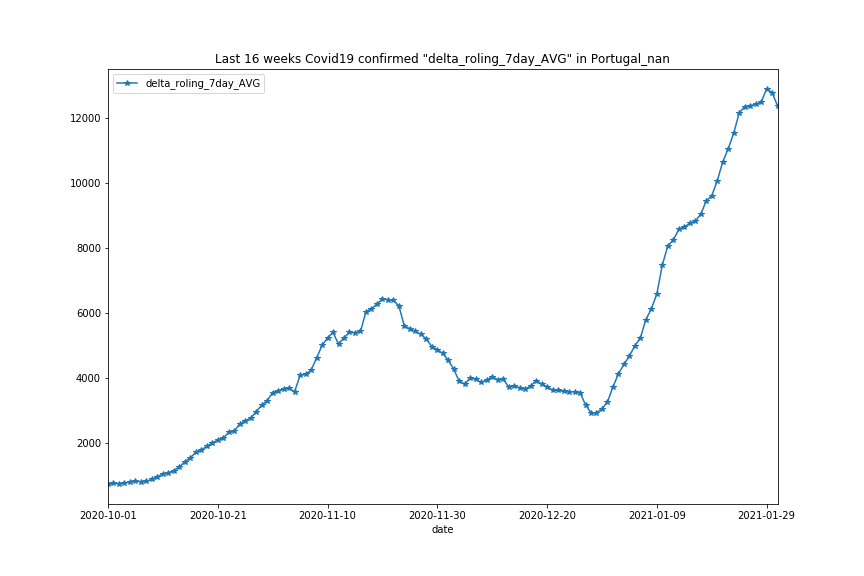 Last 16 weeks Covid19 confirmed "delta_roling_7day_AVG" in Portugal_nan
delta_roling_7day_AVG
12000
10000
8000
6000
4000
2000
2020-10-01 2020-10-21 2020-11-10 2020-11-30 2020-12-20 2021-01-09 2021-01-29
date